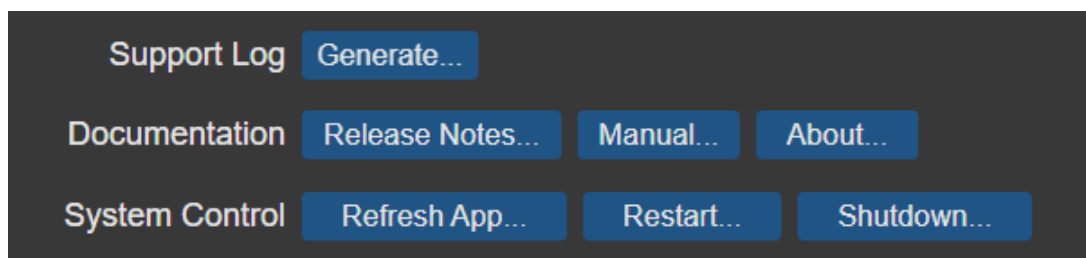 Support Log Generate...
Documentation Release Notes... Manual... About...
System Control Refresh App... Restart... Shutdown...